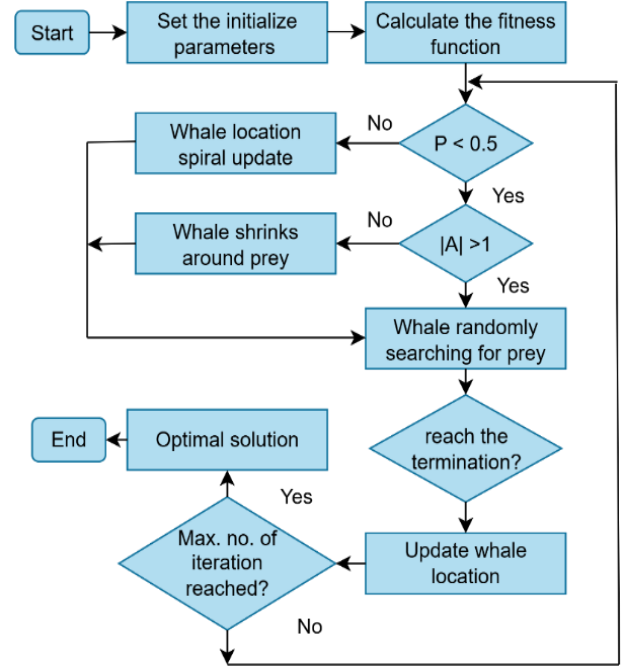 Start
Set the initialize
parameters
Calculate the fitness
function
P < 0.5
No
Whale location
spiral update
Yes
|A| >1
No
Whale shrinks
around prey
Yes
Whale randomly
searching for prey
reach the
termination?
Update whale
location
Max. no. of
iteration
reached?
Yes
Optimal solution
End
No